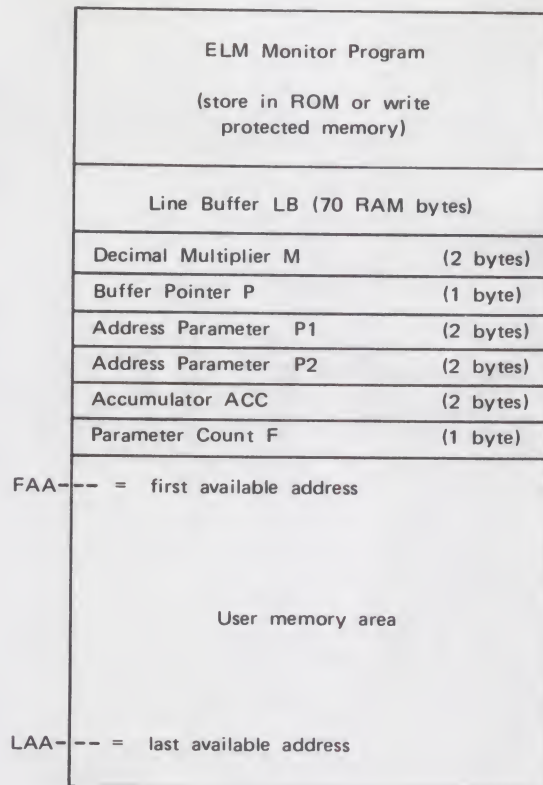 ELM Monitor Program
(store in ROM or write
protected memory)
Line Buffer LB (70 RAM bytes)
Decimal Multiplier M (2 bytes)
Buffer Pointer P (1 byte)
Address Parameter P1 (2 bytes)
Address Parameter P2 (2 bytes)
Accumulator ACC (2 bytes)
Parameter Count F (1 byte)
FAA--- = first available address
User memory area
LAA--- = last available address